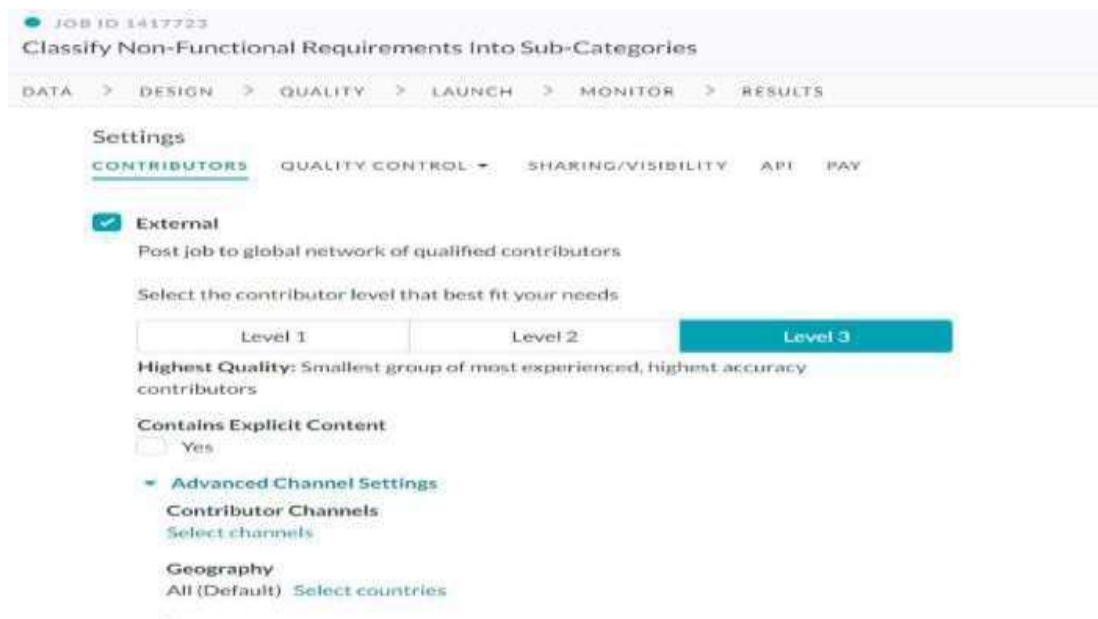 JOB ID 1417723
Classify Non-Functional Requirements Into Sub-Categories
DATA > DESIGN > QUALITY > LAUNCH > MONITOR > RESULTS
Settings
CONTRIBUTORS QUALITY CONTROL SHARING/VISIBILITY API PAY
External
Post job to global network of qualified contributors
Select the contributor level that best fit your needs
Level 1 Level 2 Level 3
Highest Quality: Smallest group of most experienced, highest accuracy
contributors
Contains Explicit Content
Yes
Advanced Channel Settings
Contributor Channels
Select channels
Geography
All (Default) Select countries